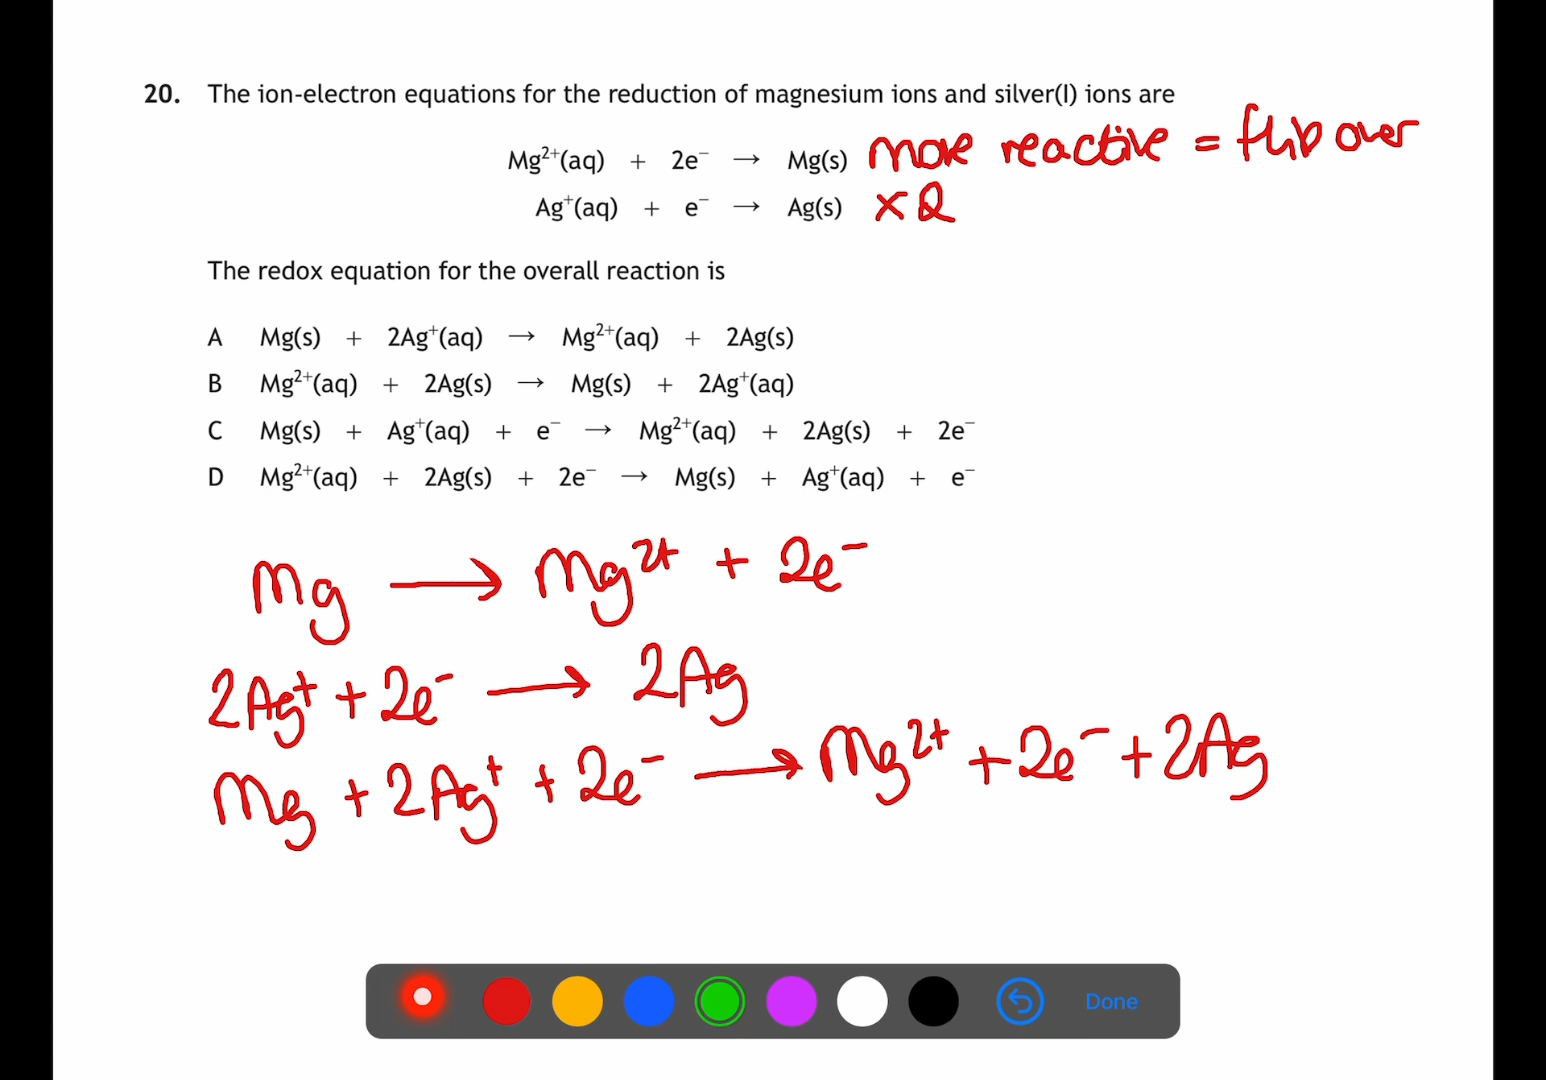 20. The ion-electron equations for the reduction of magnesium ions and silver(I) ions are
Mg²⁺(aq) + 2e⁻ → Mg(s) more reactive = flip over
Ag⁺(aq) + e⁻ → Ag(s) ×2
The redox equation for the overall reaction is
A Mg(s) + 2Ag⁺(aq) → Mg²⁺(aq) + 2Ag(s)
B Mg²⁺(aq) + 2Ag(s) → Mg(s) + 2Ag⁺(aq)
C Mg(s) + Ag⁺(aq) + e⁻ → Mg²⁺(aq) + 2Ag(s) + 2e⁻
D Mg²⁺(aq) + 2Ag(s) + 2e⁻ → Mg(s) + Ag⁺(aq) + e⁻
Mg → Mg²⁺ + 2e⁻
2Ag⁺ + 2e⁻ → 2Ag
Mg + 2Ag⁺ + 2e⁻ → Mg²⁺ + 2e⁻ + 2Ag
Done